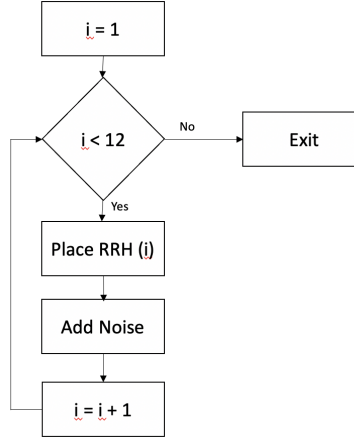 i = 1
i < 12
No
Exit
Yes
Place RRH (i)
Add Noise
i = i + 1